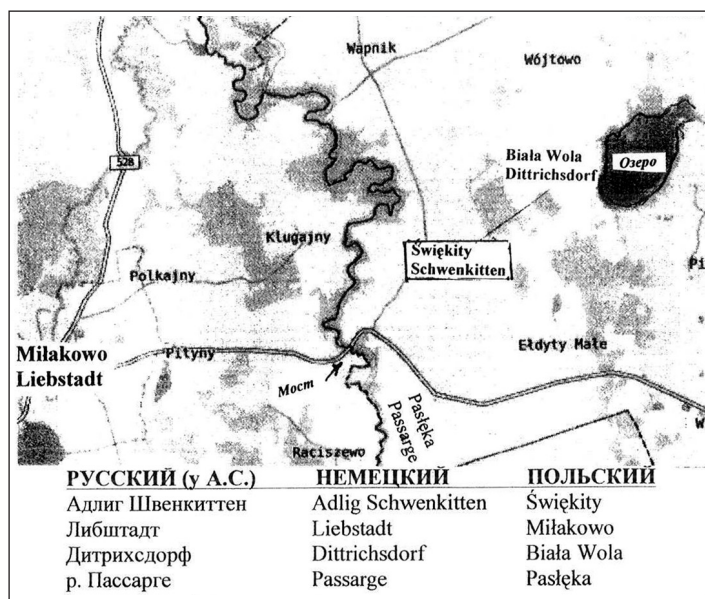 Wapnik
Wójtowo
528
Biała Wola
Dittrichsdorf
Озеро
Klugajny
Świękity
Schwenkitten
Polkajny
Pi
Miłakowo
Liebstadt
Pityny
Ełdyty Małe
Мост
Pasłęka
Passarge
Raciszewo
W
РУССКИЙ (у А.С.) НЕМЕЦКИЙ ПОЛЬСКИЙ
Адлиг Швенкиттен Adlig Schwenkitten Świękity
Либштадт Liebstadt Miłakowo
Дитрихсдорф Dittrichsdorf Biała Wola
р. Пассарге Passarge Pasłęka